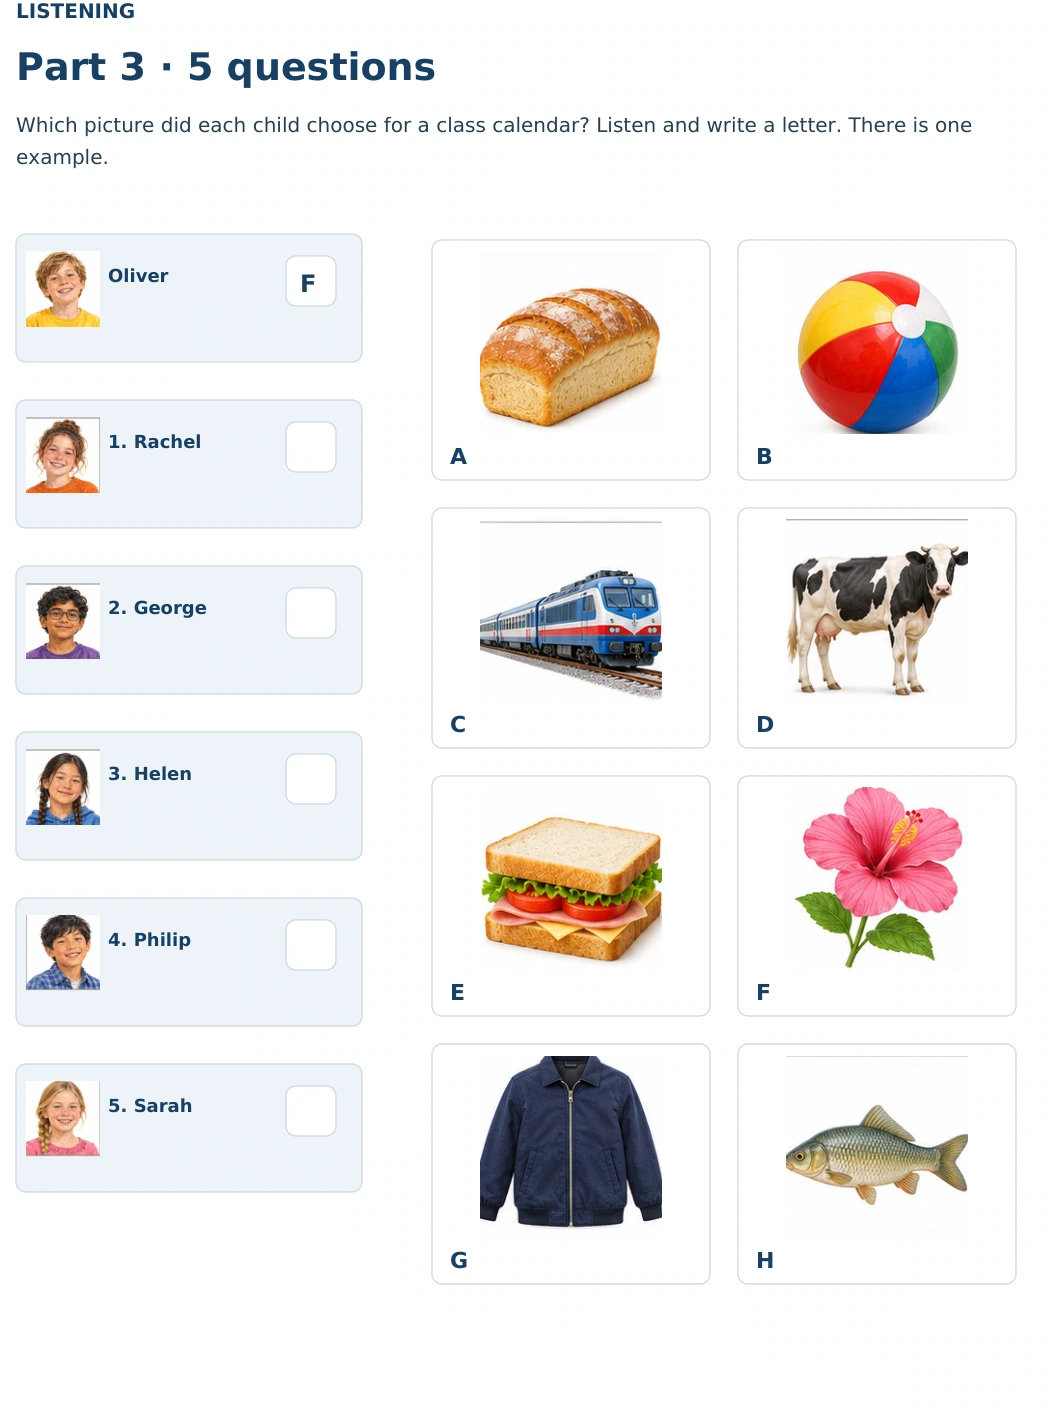 LISTENING
Part 3 · 5 questions
Which picture did each child choose for a class calendar? Listen and write a letter. There is one
example.
Oliver
F
1. Rachel
2. George
3. Helen
4. Philip
5. Sarah
A
B
C
D
E
F
G
H